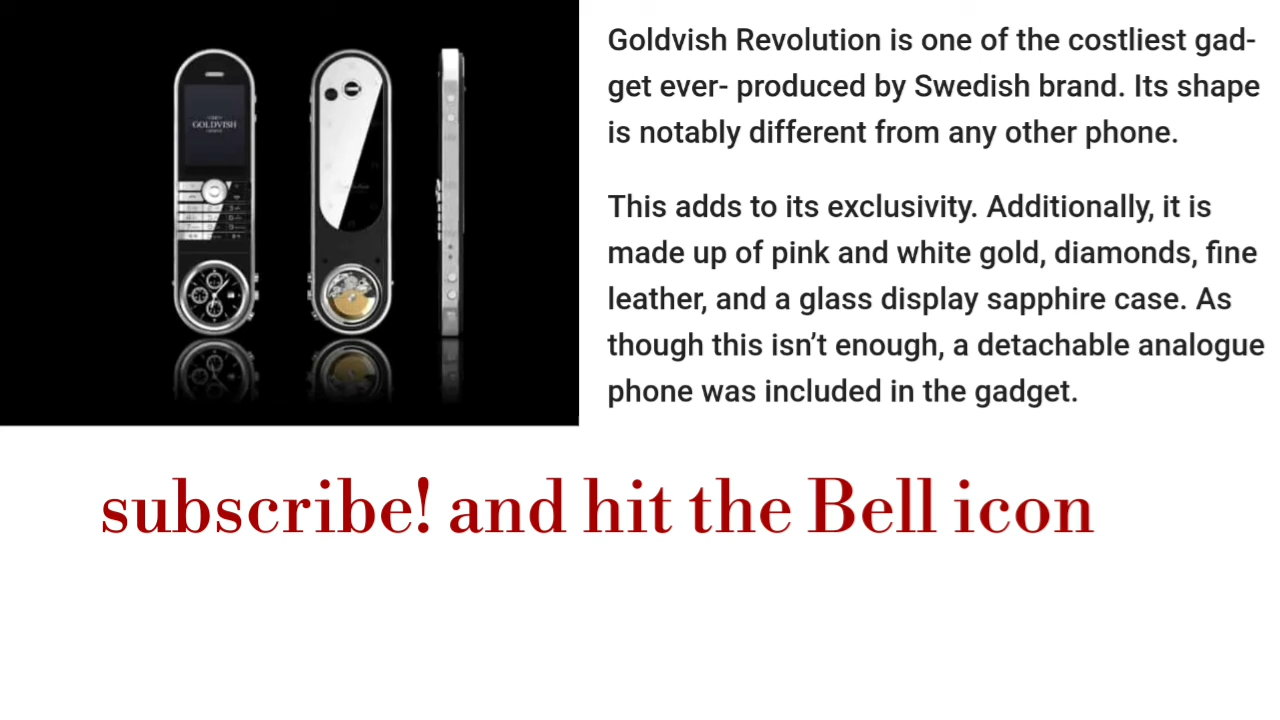 GOLDVISH
Goldvish Revolution is one of the costliest gad-
get ever- produced by Swedish brand. Its shape
is notably different from any other phone.
This adds to its exclusivity. Additionally, it is
made up of pink and white gold, diamonds, fine
leather, and a glass display sapphire case. As
though this isn’t enough, a detachable analogue
phone was included in the gadget.
subscribe! and hit the Bell icon